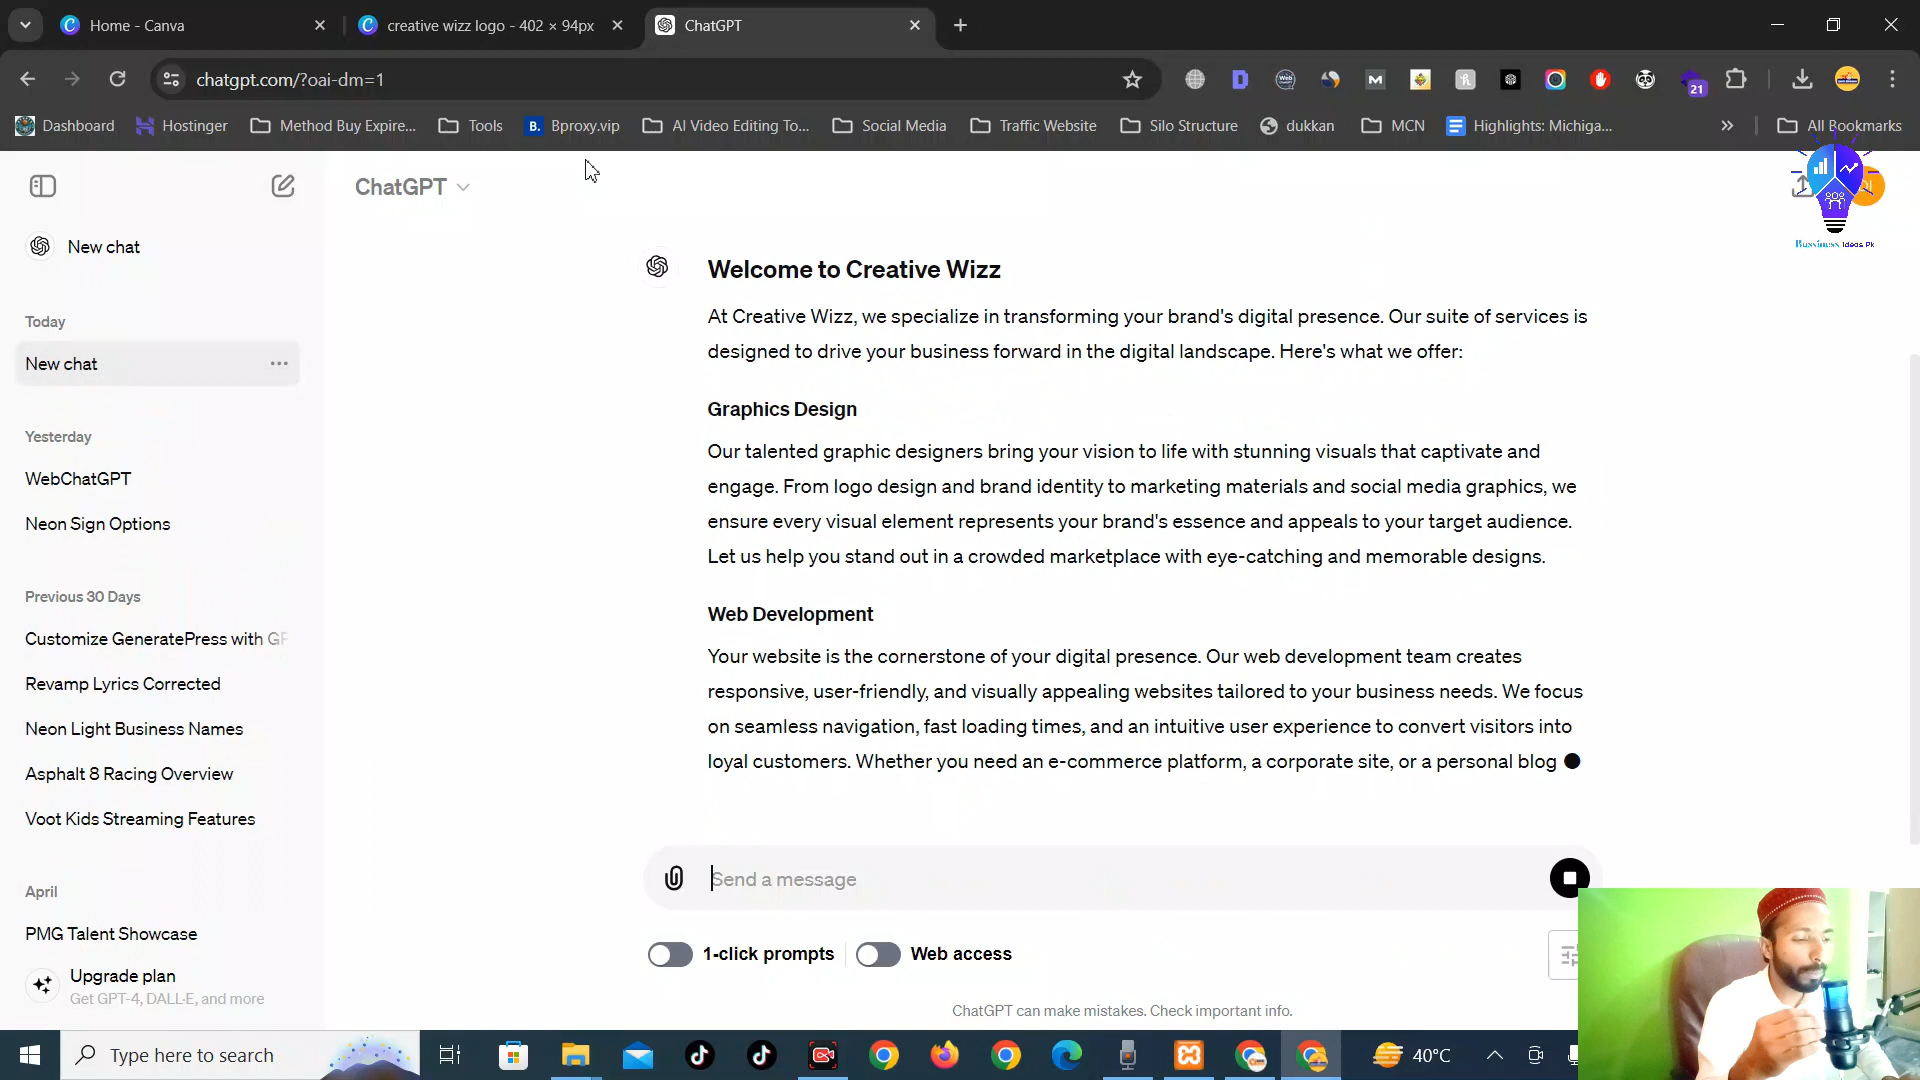 Home - Canva
creative wizz logo - 402 × 94px
ChatGPT
chatgpt.com/?oai-dm=1
21
Dashboard
Hostinger
Method Buy Expire...
Tools
B. Bproxy.vip
AI Video Editing To...
Social Media
Traffic Website
Silo Structure
dukkan
MCN
Highlights: Michiga...
All Bookmarks
ChatGPT
Bussiness Ideas Pk
New chat
Today
New chat
Yesterday
WebChatGPT
Neon Sign Options
Previous 30 Days
Customize GeneratePress with GP
Revamp Lyrics Corrected
Neon Light Business Names
Asphalt 8 Racing Overview
Voot Kids Streaming Features
April
PMG Talent Showcase
Upgrade plan
Get GPT-4, DALL·E, and more
Welcome to Creative Wizz
At Creative Wizz, we specialize in transforming your brand's digital presence. Our suite of services is
designed to drive your business forward in the digital landscape. Here's what we offer:
Graphics Design
Our talented graphic designers bring your vision to life with stunning visuals that captivate and
engage. From logo design and brand identity to marketing materials and social media graphics, we
ensure every visual element represents your brand's essence and appeals to your target audience.
Let us help you stand out in a crowded marketplace with eye-catching and memorable designs.
Web Development
Your website is the cornerstone of your digital presence. Our web development team creates
responsive, user-friendly, and visually appealing websites tailored to your business needs. We focus
on seamless navigation, fast loading times, and an intuitive user experience to convert visitors into
loyal customers. Whether you need an e-commerce platform, a corporate site, or a personal blog
Send a message
1-click prompts
Web access
ChatGPT can make mistakes. Check important info.
Type here to search
40°C